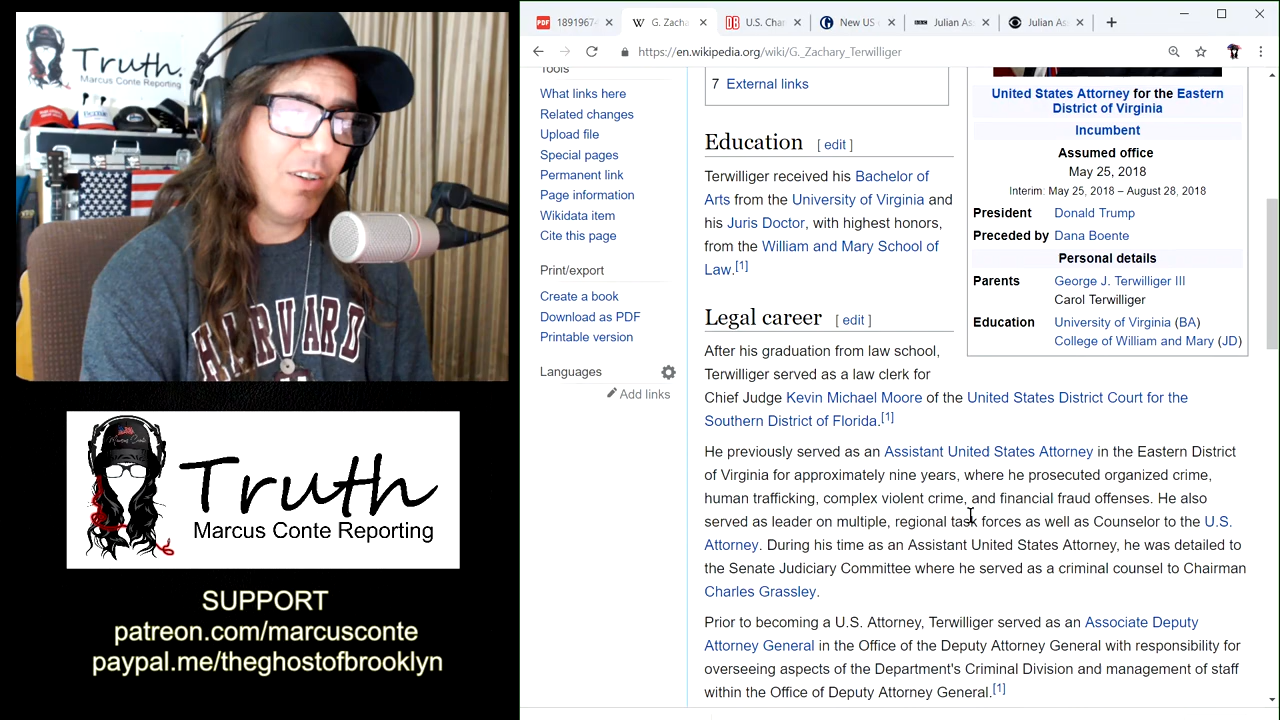 Truth.
Marcus Conte Reporting
HARVARD
Truth
Marcus Conte Reporting
SUPPORT
patreon.com/marcusconte
paypal.me/theghostofbrooklyn
1891967
G. Zacha
U.S. Char
New US
Julian As
Julian As
https://en.wikipedia.org/wiki/G._Zachary_Terwilliger
Tools
What links here
Related changes
Upload file
Special pages
Permanent link
Page information
Wikidata item
Cite this page
Print/export
Create a book
Download as PDF
Printable version
Languages
Add links
7 External links
Education [ edit ]
Terwilliger received his Bachelor of
Arts from the University of Virginia and
his Juris Doctor, with highest honors,
from the William and Mary School of
Law.[1]
United States Attorney for the Eastern
District of Virginia
Incumbent
Assumed office
May 25, 2018
Interim: May 25, 2018 – August 28, 2018
President Donald Trump
Preceded by Dana Boente
Personal details
Parents George J. Terwilliger III
Carol Terwilliger
Education University of Virginia (BA)
College of William and Mary (JD)
Legal career [ edit ]
After his graduation from law school,
Terwilliger served as a law clerk for
Chief Judge Kevin Michael Moore of the United States District Court for the
Southern District of Florida.[1]
He previously served as an Assistant United States Attorney in the Eastern District
of Virginia for approximately nine years, where he prosecuted organized crime,
human trafficking, complex violent crime, and financial fraud offenses. He also
served as leader on multiple, regional task forces as well as Counselor to the U.S.
Attorney. During his time as an Assistant United States Attorney, he was detailed to
the Senate Judiciary Committee where he served as a criminal counsel to Chairman
Charles Grassley.
Prior to becoming a U.S. Attorney, Terwilliger served as an Associate Deputy
Attorney General in the Office of the Deputy Attorney General with responsibility for
overseeing aspects of the Department's Criminal Division and management of staff
within the Office of Deputy Attorney General.[1]